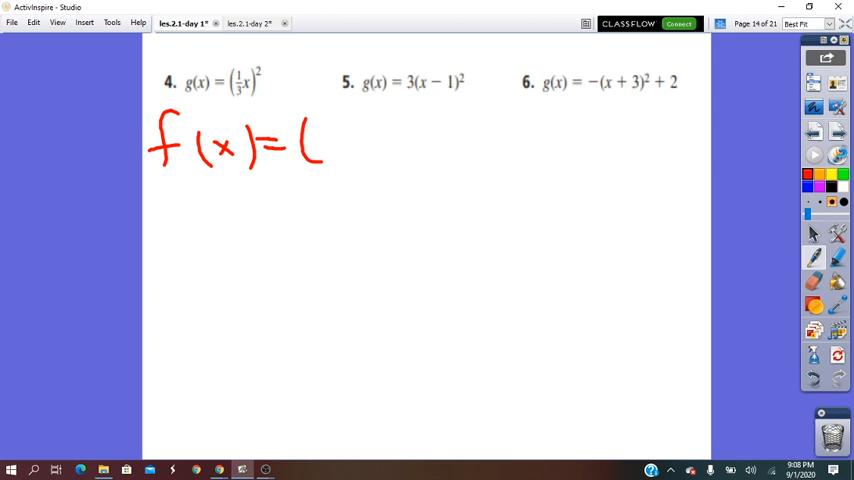 ActivInspire - Studio
File Edit View Insert Tools Help
les.2.1-day 1* les.2.1-day 2*
CLASSFLOW Connect
Page 14 of 21 Best Fit
4. g(x) = (1/3 x)²
5. g(x) = 3(x − 1)²
6. g(x) = −(x + 3)² + 2
f(x)=(
9:08 PM
9/1/2020